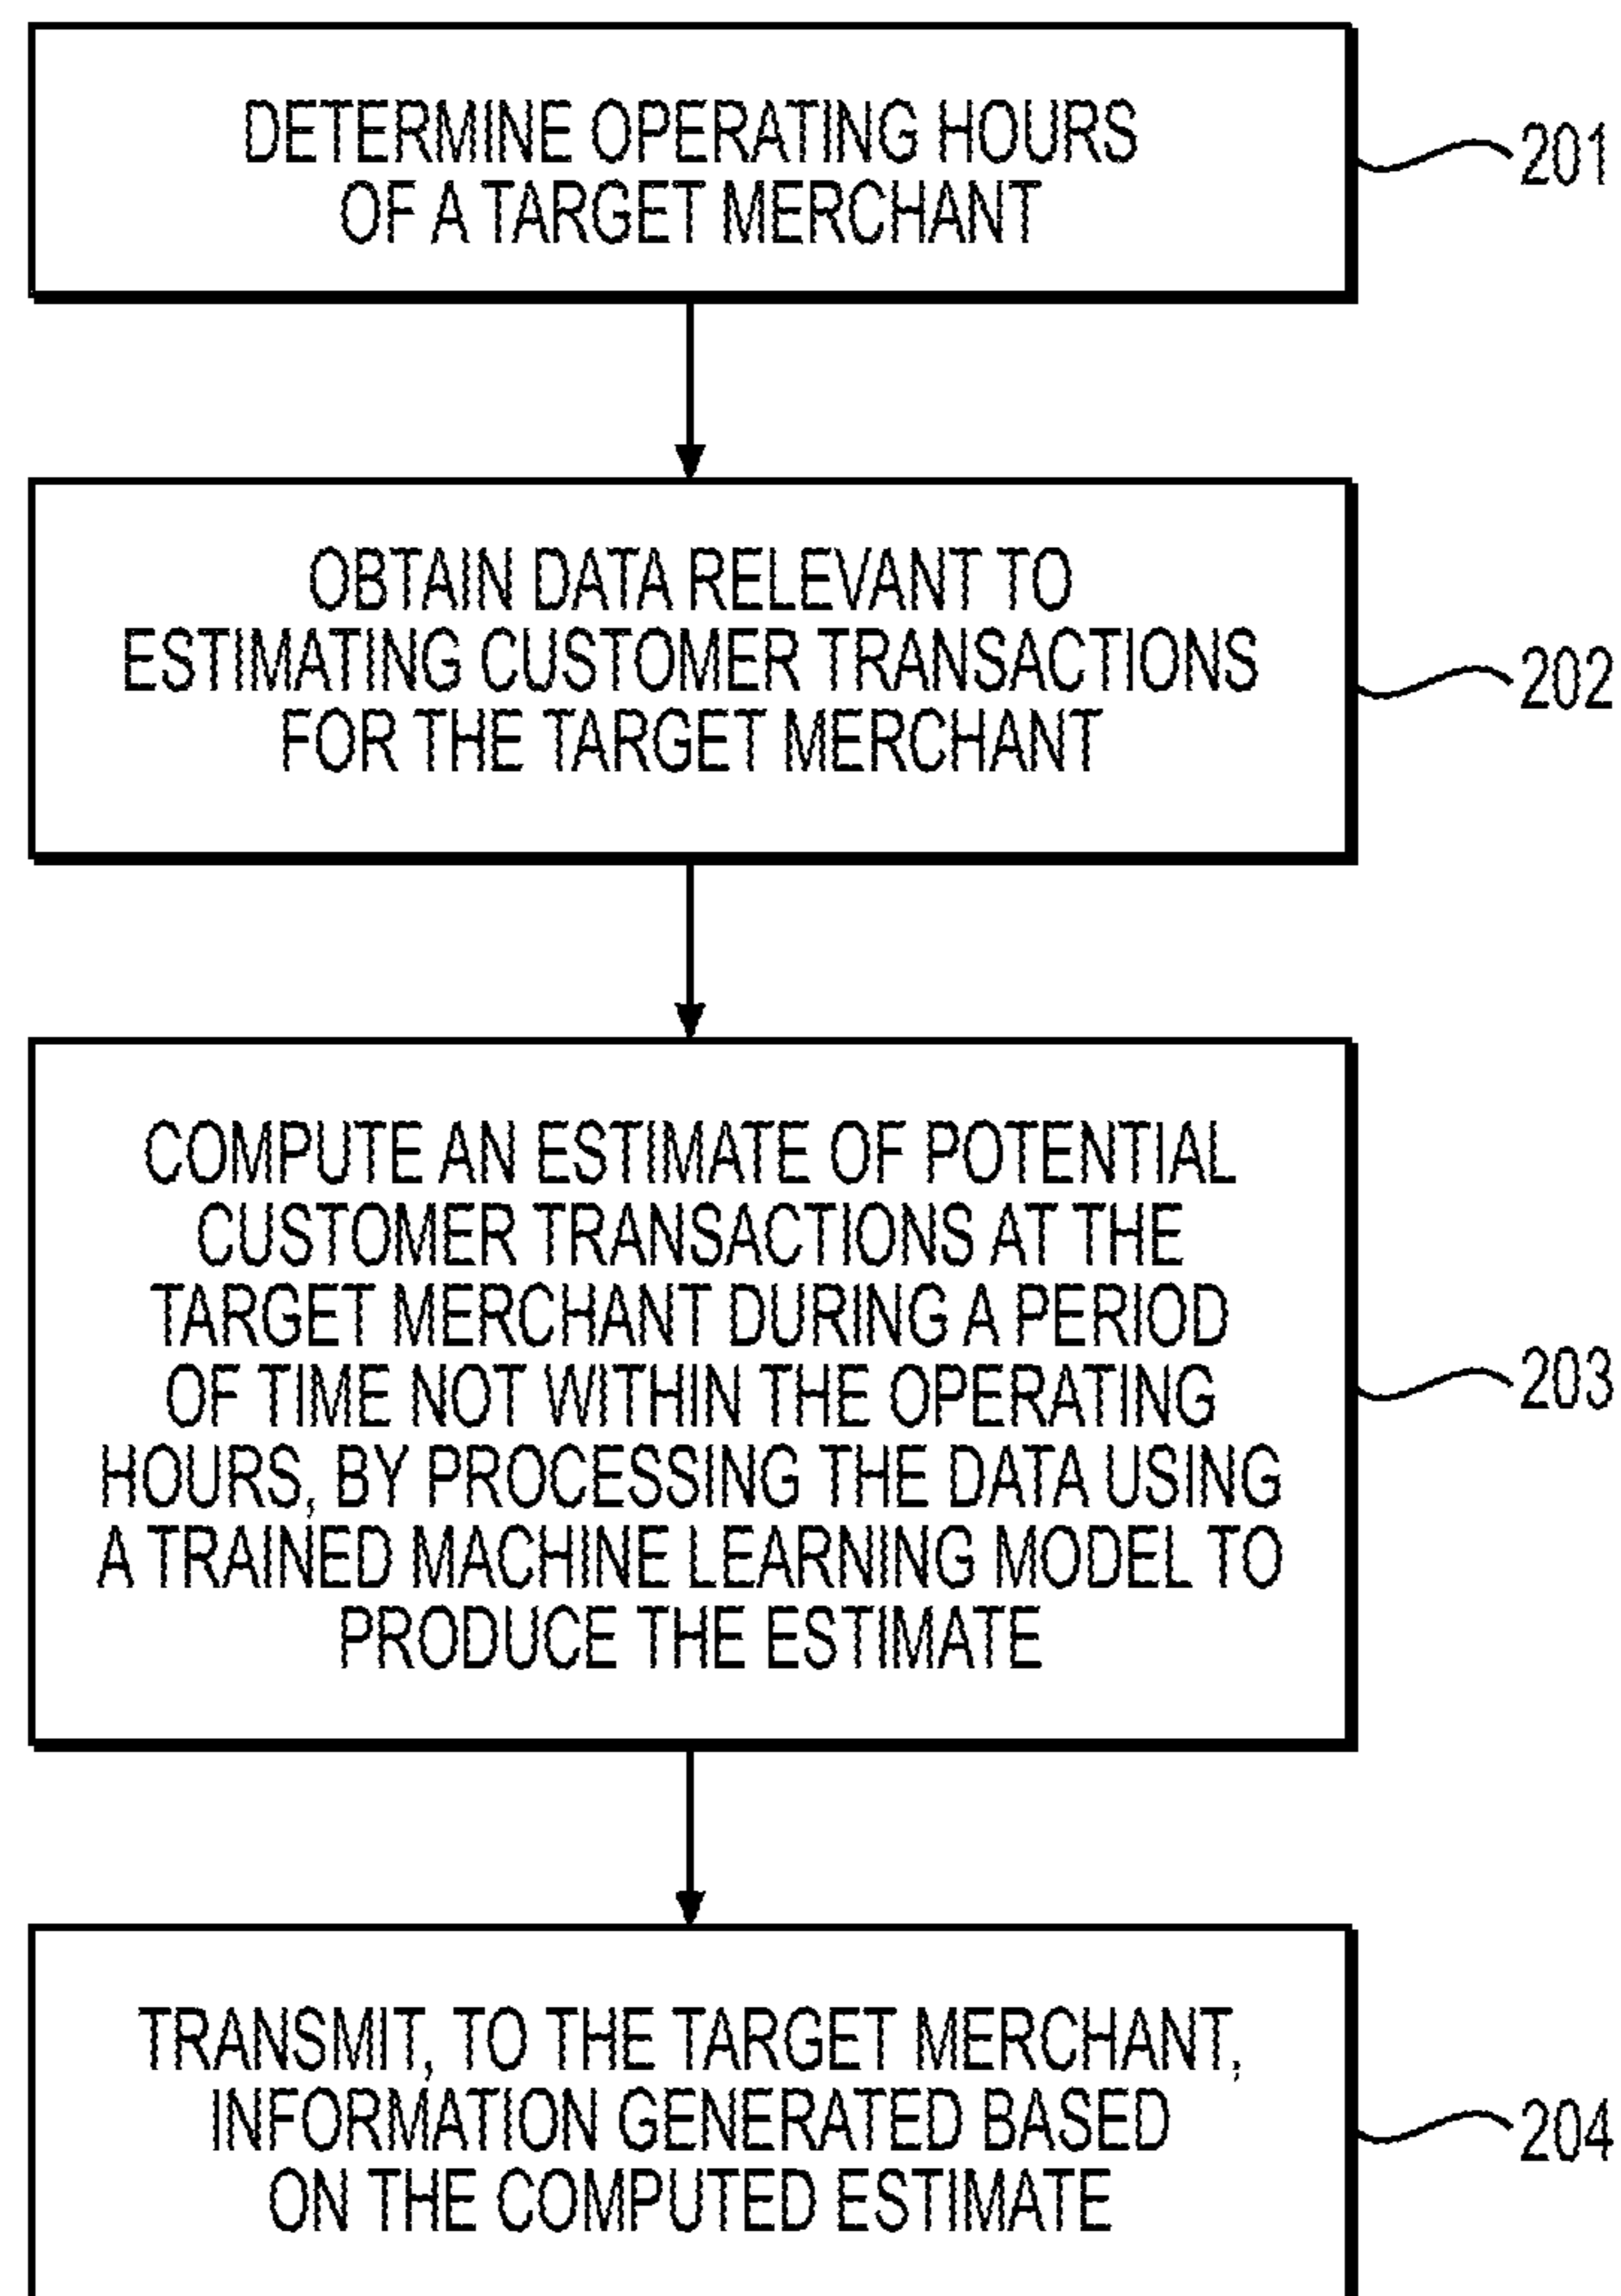 DETERMINE OPERATING HOURS
OF A TARGET MERCHANT
201
OBTAIN DATA RELEVANT TO
ESTIMATING CUSTOMER TRANSACTIONS
FOR THE TARGET MERCHANT
202
COMPUTE AN ESTIMATE OF POTENTIAL
CUSTOMER TRANSACTIONS AT THE
TARGET MERCHANT DURING A PERIOD
OF TIME NOT WITHIN THE OPERATING
HOURS, BY PROCESSING THE DATA USING
A TRAINED MACHINE LEARNING MODEL TO
PRODUCE THE ESTIMATE
203
TRANSMIT, TO THE TARGET MERCHANT,
INFORMATION GENERATED BASED
ON THE COMPUTED ESTIMATE
204